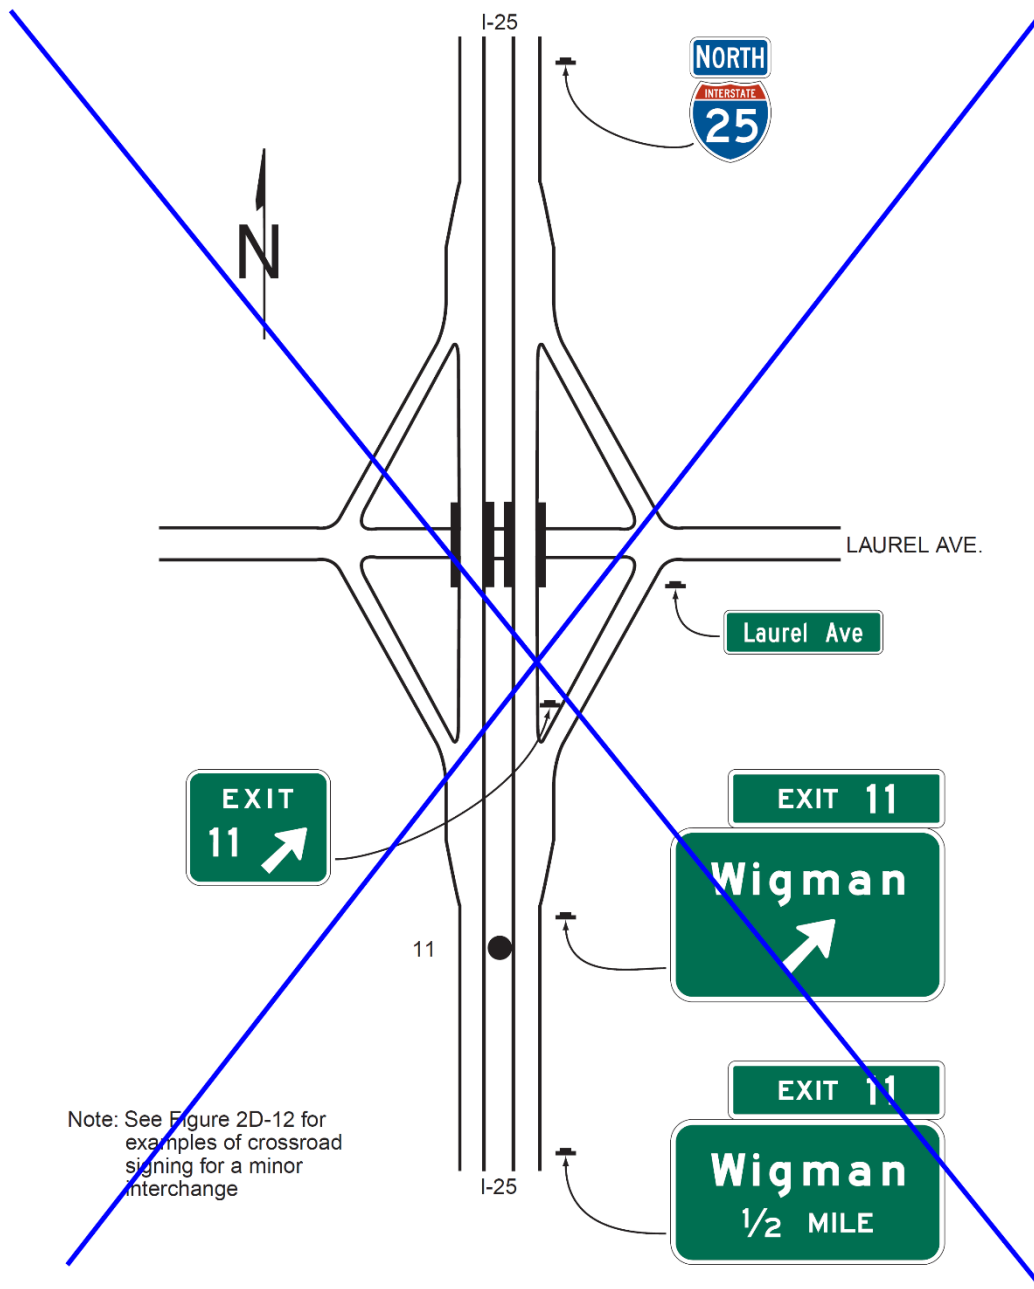 I-25
NORTH
INTERSTATE
25
N
LAUREL AVE.
Laurel Ave
EXIT
11
EXIT 11
Wigman
11
EXIT 11
Wigman
1/2 MILE
Note: See Figure 2D-12 for
examples of crossroad
signing for a minor
interchange
I-25